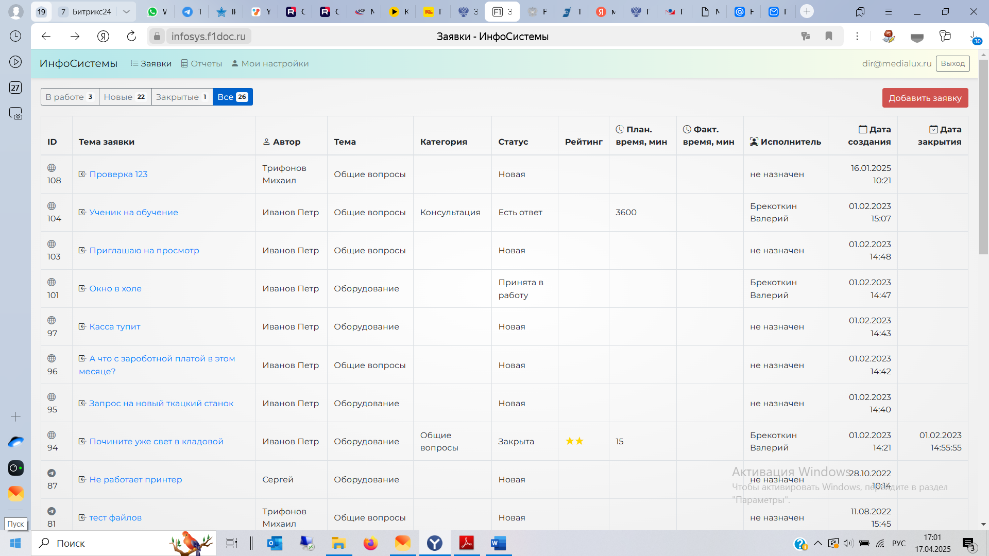 19 7 Битрикс24
infosys.f1doc.ru Заявки - ИнфоСистемы
ИнфоСистемы Заявки Отчеты Мои настройки dir@medialux.ru Выход
В работе 3 Новые 22 Закрытые 1 Все 26 Добавить заявку
ID Тема заявки Автор Тема Категория Статус Рейтинг План. время, мин Факт. время, мин Исполнитель Дата создания Дата закрытия
108 Проверка 123 Трифонов Михаил Общие вопросы Новая не назначен 16.01.2025 10:21
104 Ученик на обучение Иванов Петр Общие вопросы Консультация Есть ответ 3600 Брекоткин Валерий 01.02.2023 15:07
103 Приглашаю на просмотр Иванов Петр Общие вопросы Новая не назначен 01.02.2023 14:48
101 Окно в холе Иванов Петр Оборудование Принята в работу Брекоткин Валерий 01.02.2023 14:47
97 Касса тупит Иванов Петр Оборудование Новая не назначен 01.02.2023 14:43
96 А что с зароботной платой в этом месяце? Иванов Петр Общие вопросы Новая не назначен 01.02.2023 14:42
95 Запрос на новый ткацкий станок Иванов Петр Оборудование Новая не назначен 01.02.2023 14:40
94 Почините уже свет в кладовой Иванов Петр Оборудование Общие вопросы Закрыта 15 Брекоткин Валерий 01.02.2023 14:21 01.02.2023 14:55:55
87 Не работает принтер Сергей Оборудование Новая не назначен 28.10.2022 10:14
81 тест файлов Трифонов Михаил Общие вопросы Новая не назначен 11.08.2022 15:45
Активация Windows
Чтобы активировать Windows, перейдите в раздел
"Параметры".
27
10
Пуск
Поиск
РУС 17:01
17.04.2025 3